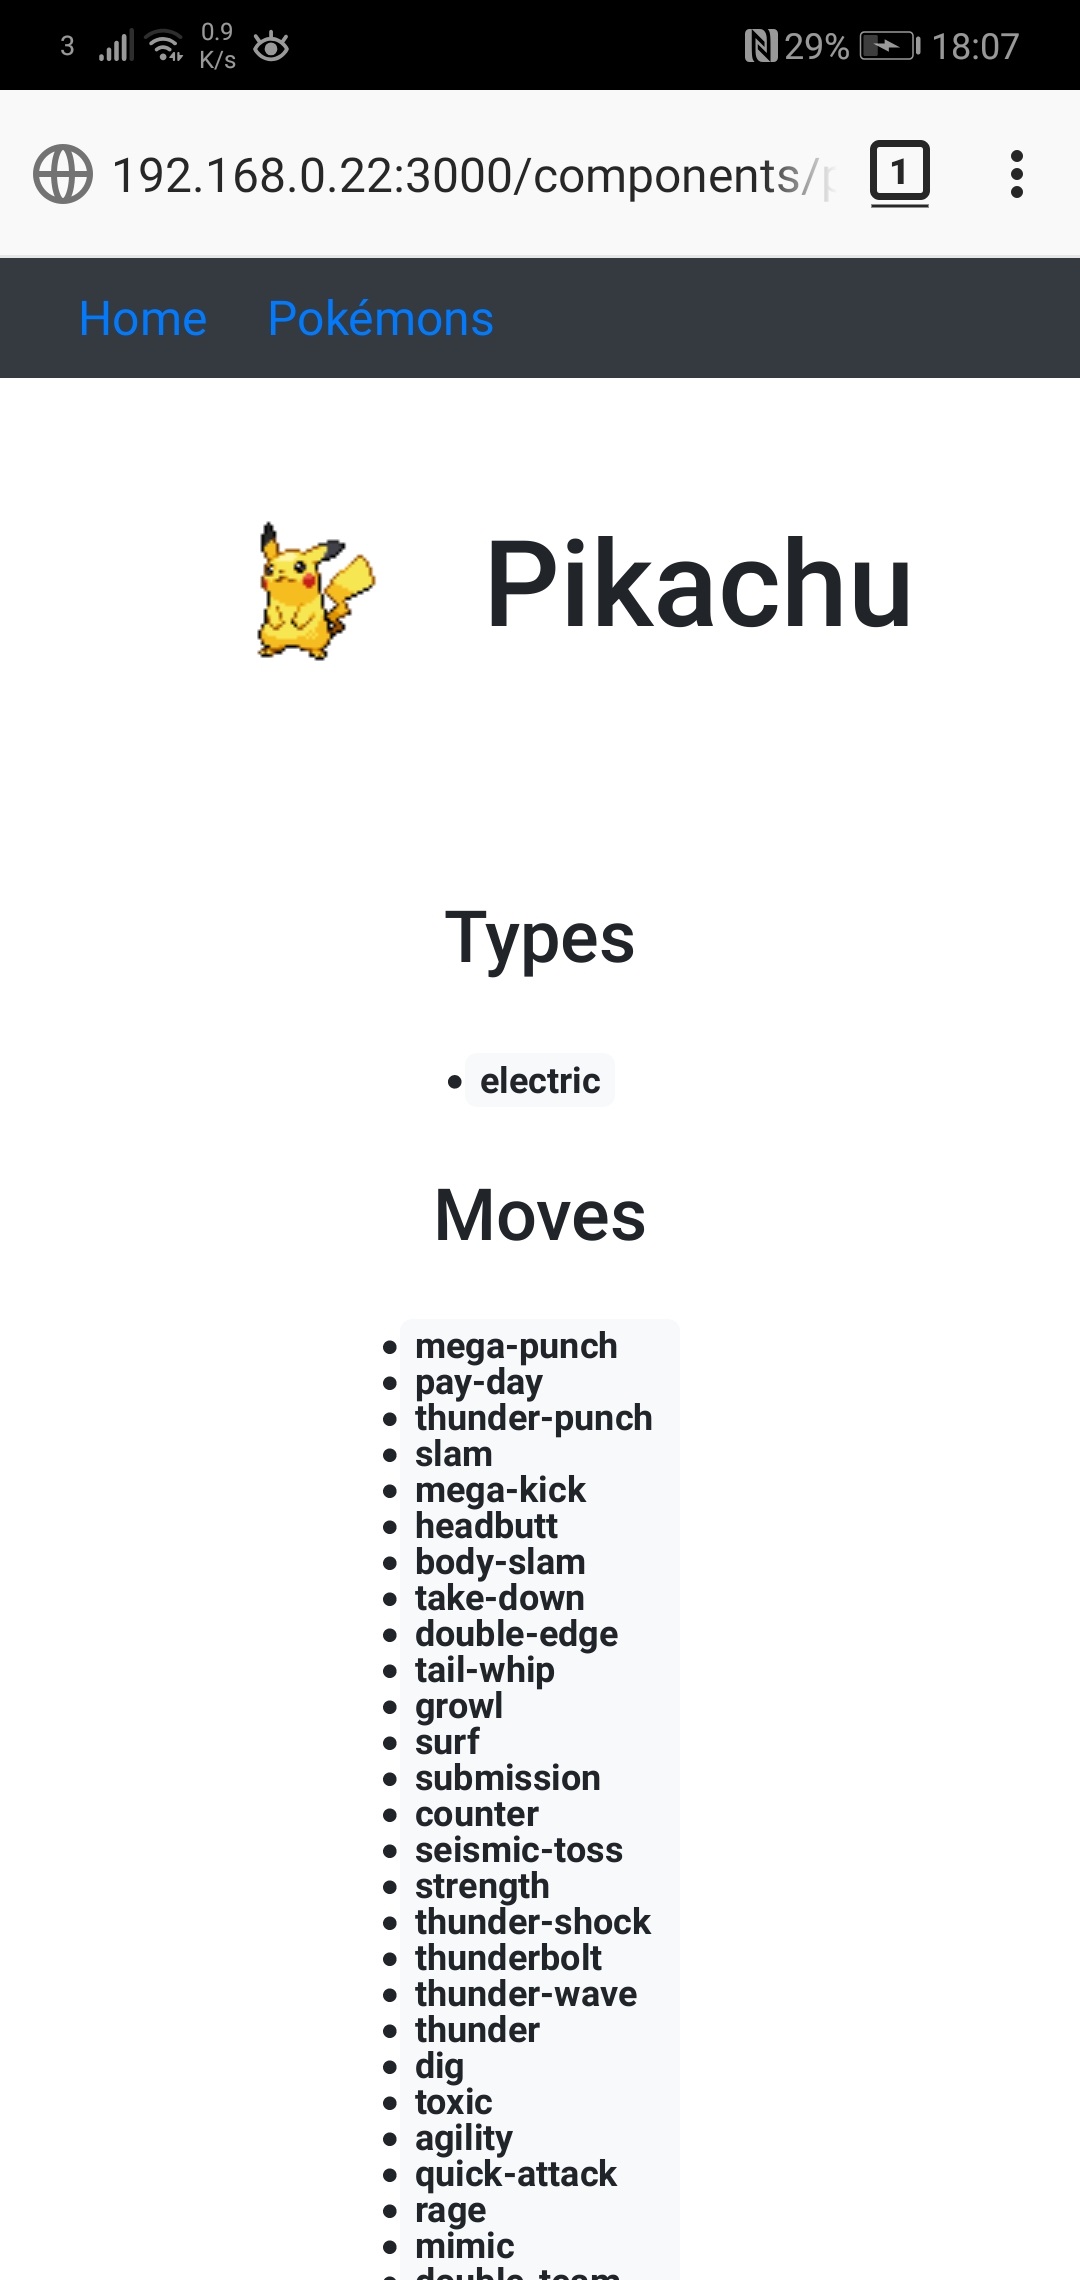 3 0.9 K/s 29% 18:07
192.168.0.22:3000/components/p 1
Home Pokémons
Pikachu
Types
• electric
Moves
• mega-punch
• pay-day
• thunder-punch
• slam
• mega-kick
• headbutt
• body-slam
• take-down
• double-edge
• tail-whip
• growl
• surf
• submission
• counter
• seismic-toss
• strength
• thunder-shock
• thunderbolt
• thunder-wave
• thunder
• dig
• toxic
• agility
• quick-attack
• rage
• mimic
• double-team